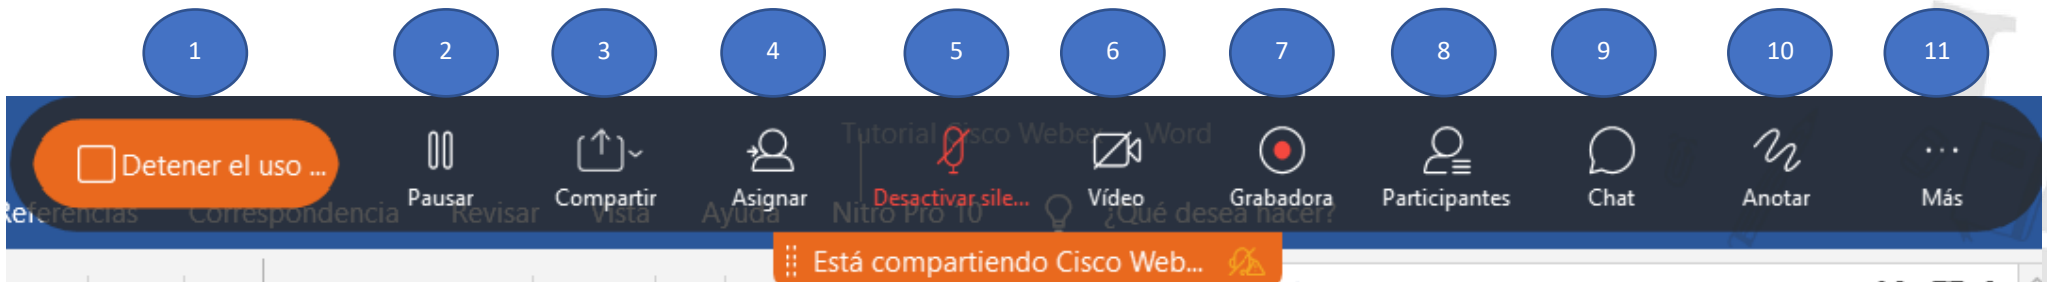 1 2 3 4 5 6 7 8 9 10 11
Tutorial Cisco Webex - Word
Detener el uso ...
Pausar Compartir Asignar Desactivar sile... Vídeo Grabadora Participantes Chat Anotar Más
Referencias Correspondencia Revisar Vista Ayuda Nitro Pro 10 ¿Qué desea hacer?
Está compartiendo Cisco Web...